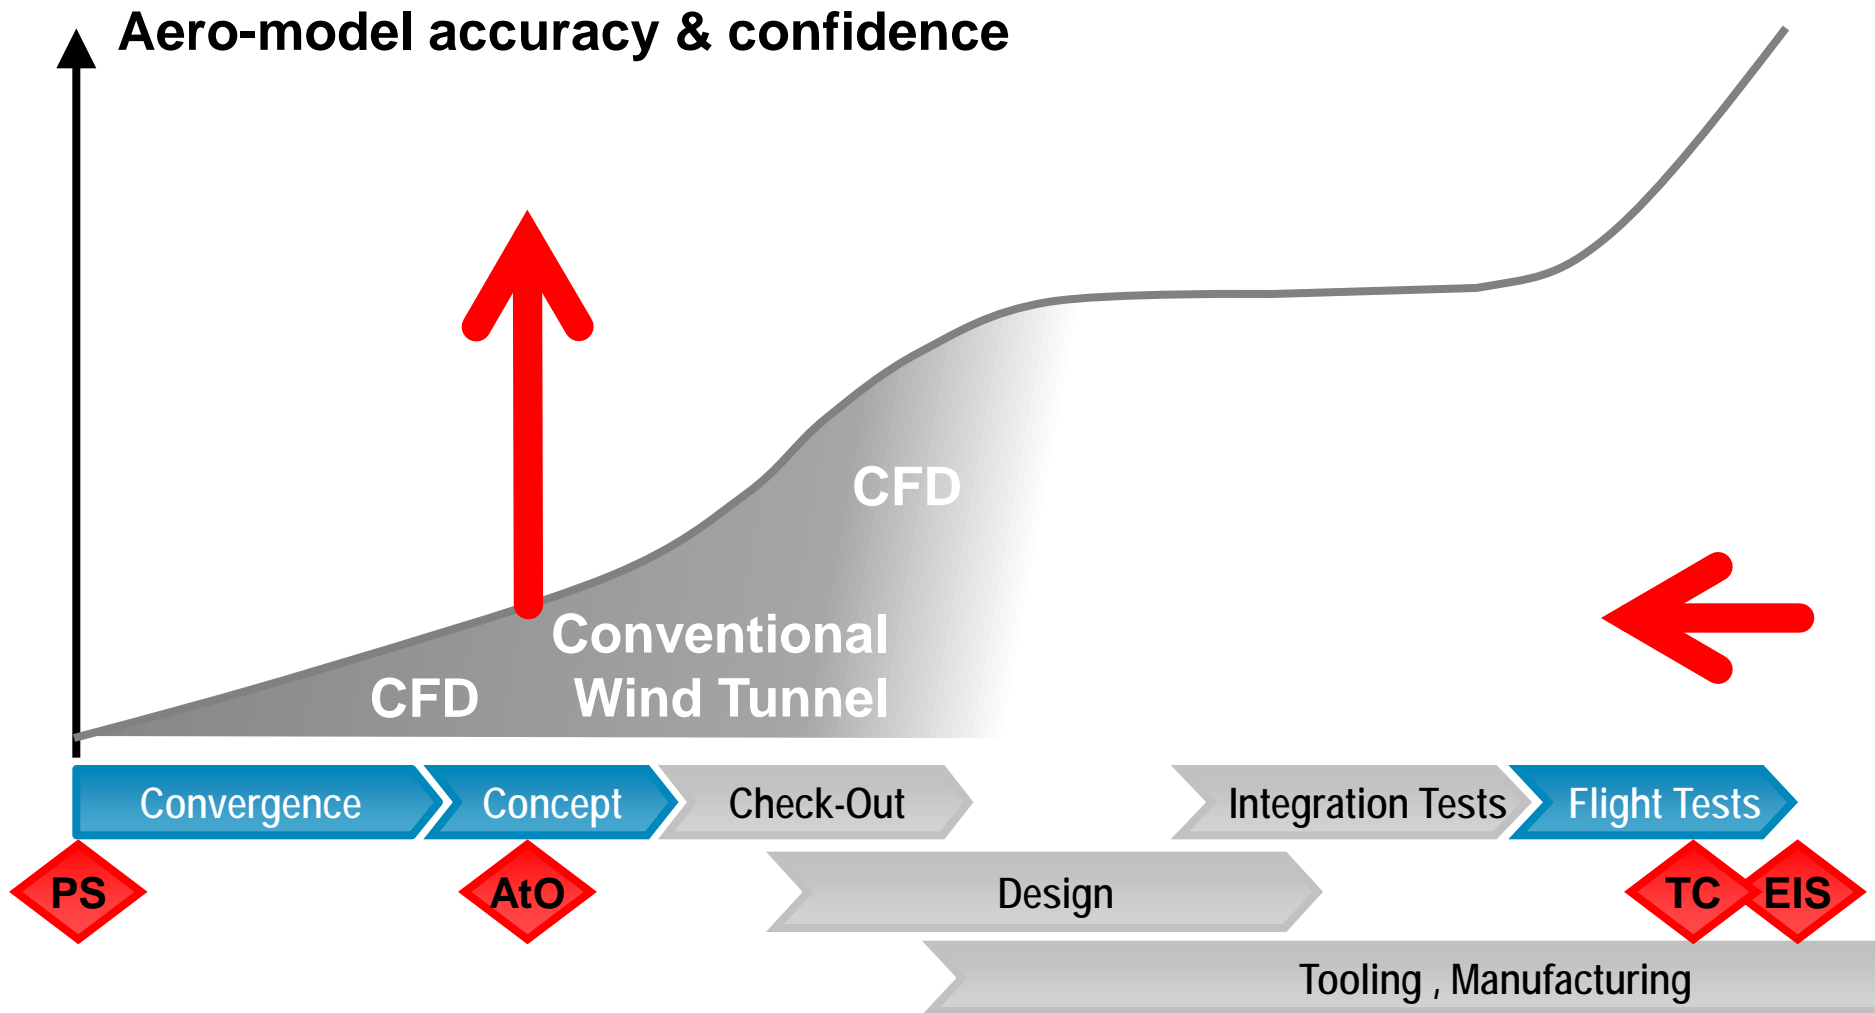 Aero-model accuracy & confidence
CFD
Conventional
Wind Tunnel
CFD
Convergence
Concept
Check-Out
Integration Tests
Flight Tests
PS
AtO
Design
TC
EIS
Tooling , Manufacturing